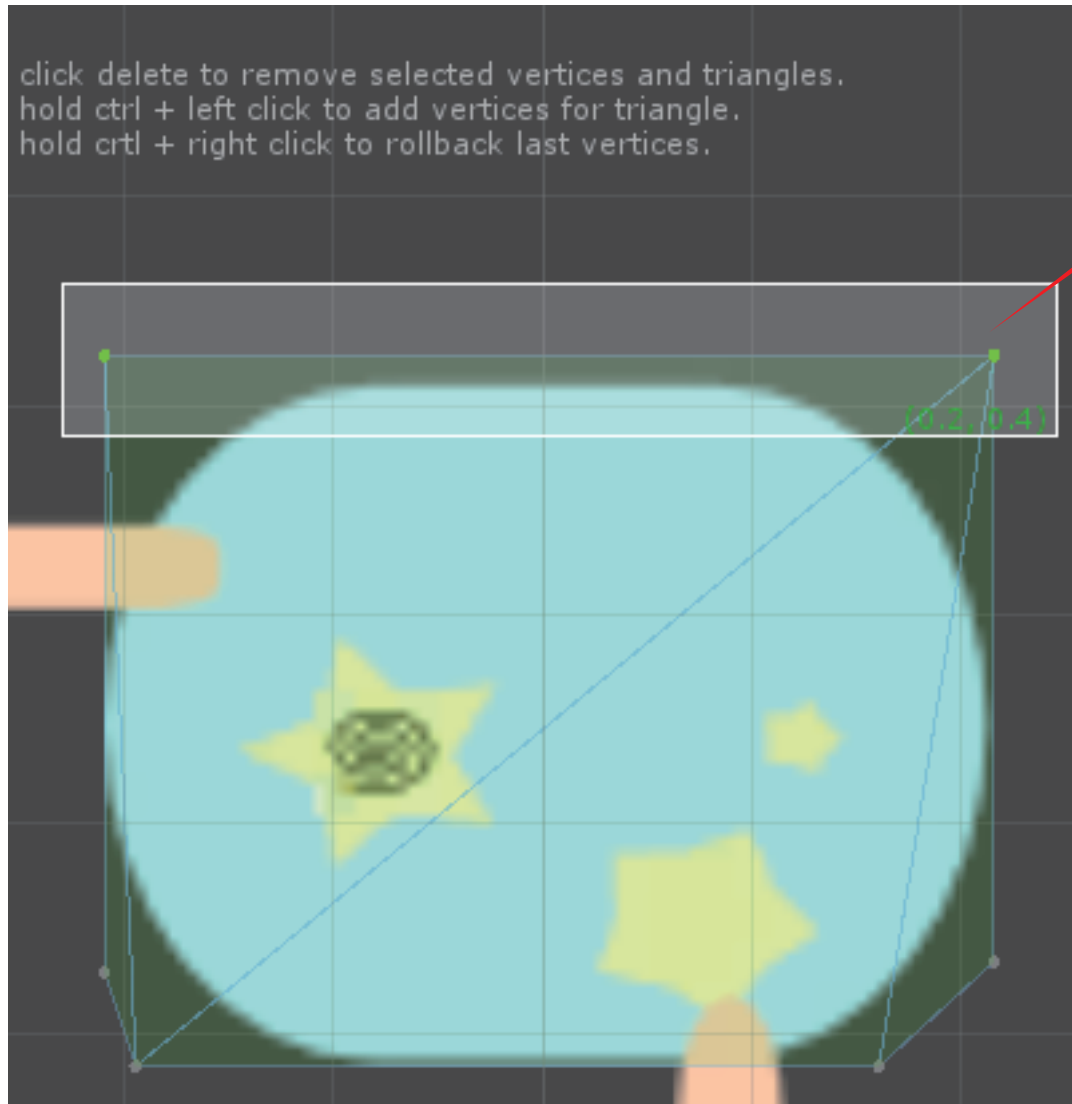 click delete to remove selected vertices and triangles.
hold ctrl + left click to add vertices for triangle.
hold crtl + right click to rollback last vertices.
(0.2, 0.4)